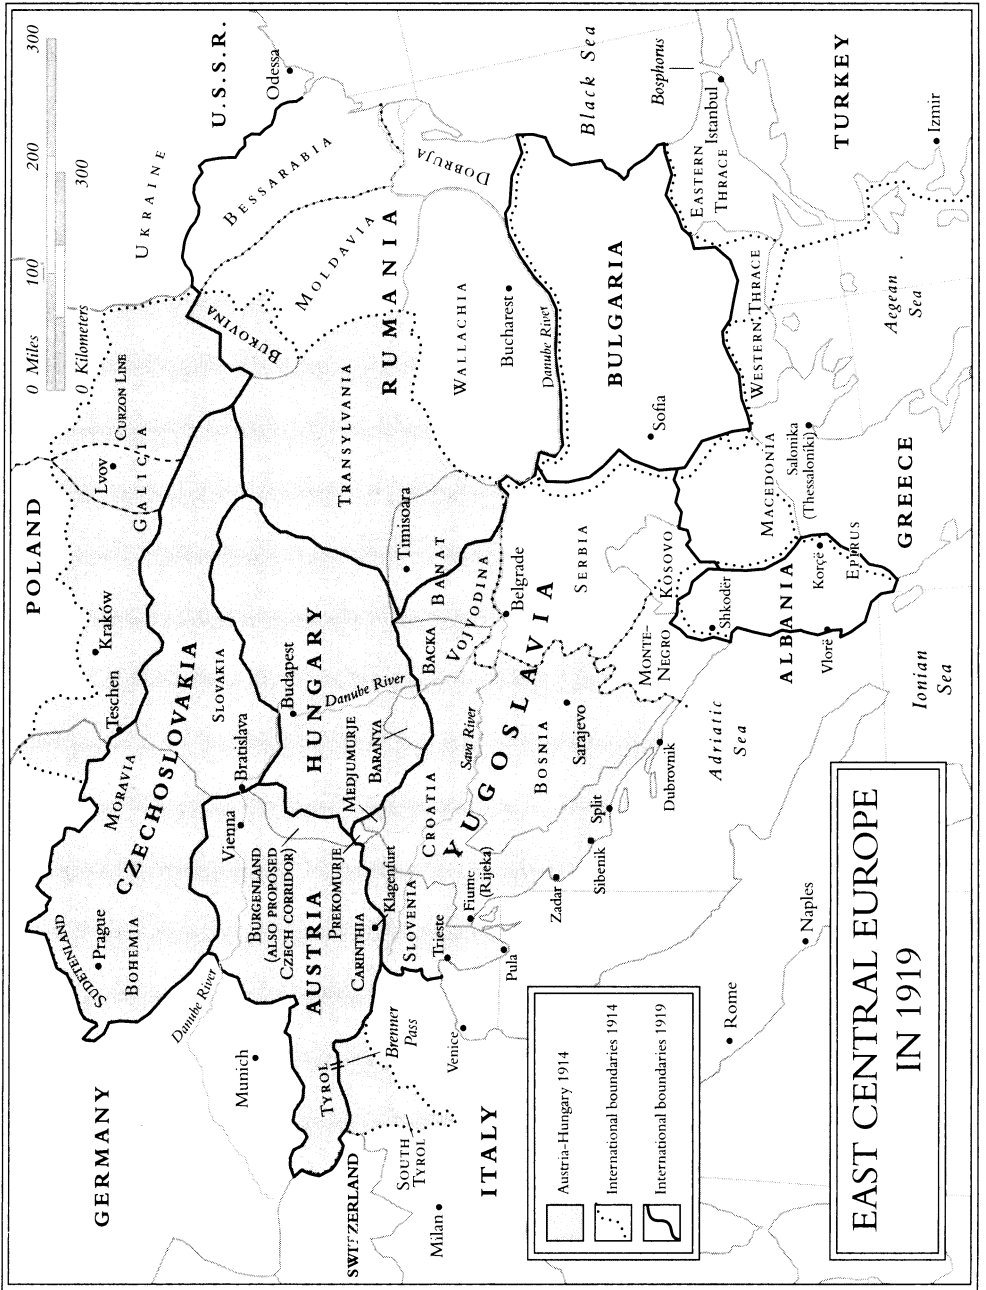 0 Miles 100 200 300
0 Kilometers 300
GERMANY
POLAND
U.S.S.R.
UKRAINE
CURZON LINE
Lvov
GALICIA
Kraków
Teschen
Odessa
BESSARABIA
BUKOVINA
MOLDAVIA
SUDETENLAND
Prague
BOHEMIA
MORAVIA
CZECHOSLOVAKIA
SLOVAKIA
Bratislava
Danube River
Munich
Vienna
BURGENLAND
(ALSO PROPOSED
CZECH CORRIDOR)
AUSTRIA
PREKOMURJE
CARINTHIA
Klagenfurt
TYROL
Brenner
Pass
SOUTH
TYROL
SWITZERLAND
Milan
ITALY
Venice
Budapest
HUNGARY
Danube River
MEDJUMURJE
BARANYA
TRANSYLVANIA
RUMANIA
WALLACHIA
Bucharest
DOBRUJA
Danube River
Timisoara
BANAT
BACKA
VOJVODINA
Belgrade
CROATIA
SLOVENIA
Trieste
Fiume
(Rijeka)
Pula
Sava River
YUGOSLAVIA
BOSNIA
Sarajevo
SERBIA
Zadar
Sibenik
Split
Dubrovnik
MONTE-
NEGRO
KOSOVO
Adriatic
Sea
BULGARIA
Sofia
Black Sea
Bosphorus
Istanbul
EASTERN
THRACE
WESTERN THRACE
TURKEY
Izmir
Aegean
Sea
MACEDONIA
Salonika
(Thessaloniki)
GREECE
EPIRUS
Korçë
Shkodër
ALBANIA
Vlorë
Ionian
Sea
Rome
Naples
Austria-Hungary 1914
International boundaries 1914
International boundaries 1919
EAST CENTRAL EUROPE
IN 1919